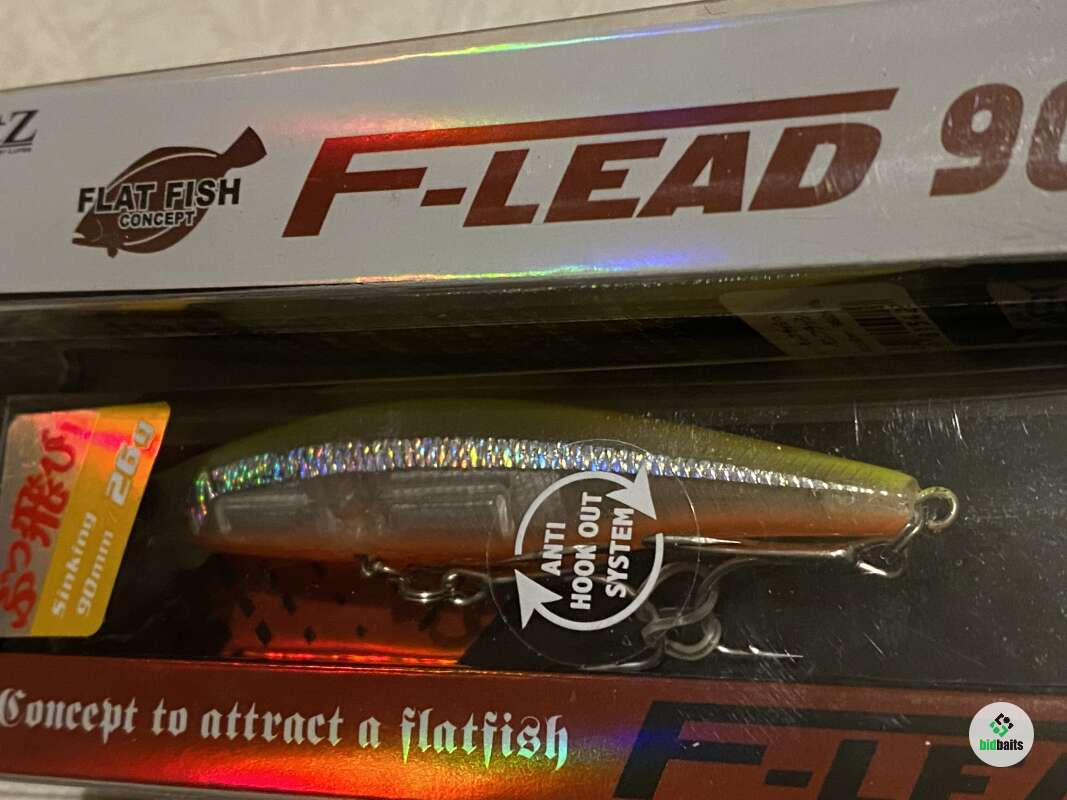 +Z
FLAT FISH
CONCEPT
F-LEAD 90
ぶっ飛び
Sinking
90mm / 26g
ANTI
HOOK OUT
SYSTEM
Concept to attract a flatfish
F-LEA
bidbaits